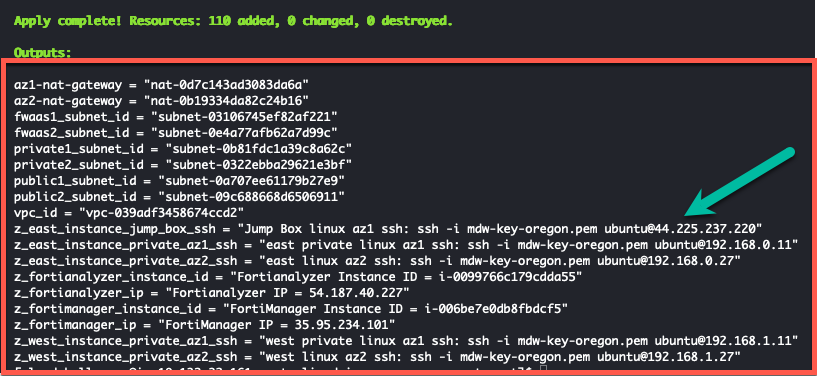 Apply complete! Resources: 110 added, 0 changed, 0 destroyed.
Outputs:
az1-nat-gateway = "nat-0d7c143ad3083da6a"
az2-nat-gateway = "nat-0b19334da82c24b16"
fwaas1_subnet_id = "subnet-03106745ef82af221"
fwaas2_subnet_id = "subnet-0e4a77afb62a7d99c"
private1_subnet_id = "subnet-0b81fdc1a39c8a62c"
private2_subnet_id = "subnet-0322ebba29621e3bf"
public1_subnet_id = "subnet-0a707ee61179b27e9"
public2_subnet_id = "subnet-09c688668d6506911"
vpc_id = "vpc-039adf3458674ccd2"
z_east_instance_jump_box_ssh = "Jump Box linux az1 ssh: ssh -i mdw-key-oregon.pem ubuntu@44.225.237.220"
z_east_instance_private_az1_ssh = "east private linux az1 ssh: ssh -i mdw-key-oregon.pem ubuntu@192.168.0.11"
z_east_instance_private_az2_ssh = "east linux az2 ssh: ssh -i mdw-key-oregon.pem ubuntu@192.168.0.27"
z_fortianalyzer_instance_id = "Fortianalyzer Instance ID = i-0099766c179cdda55"
z_fortianalyzer_ip = "Fortianalyzer IP = 54.187.40.227"
z_fortimanager_instance_id = "FortiManager Instance ID = i-006be7e0db8fbdcf5"
z_fortimanager_ip = "FortiManager IP = 35.95.234.101"
z_west_instance_private_az1_ssh = "west private linux az1 ssh: ssh -i mdw-key-oregon.pem ubuntu@192.168.1.11"
z_west_instance_private_az2_ssh = "west linux az2 ssh: ssh -i mdw-key-oregon.pem ubuntu@192.168.1.27"